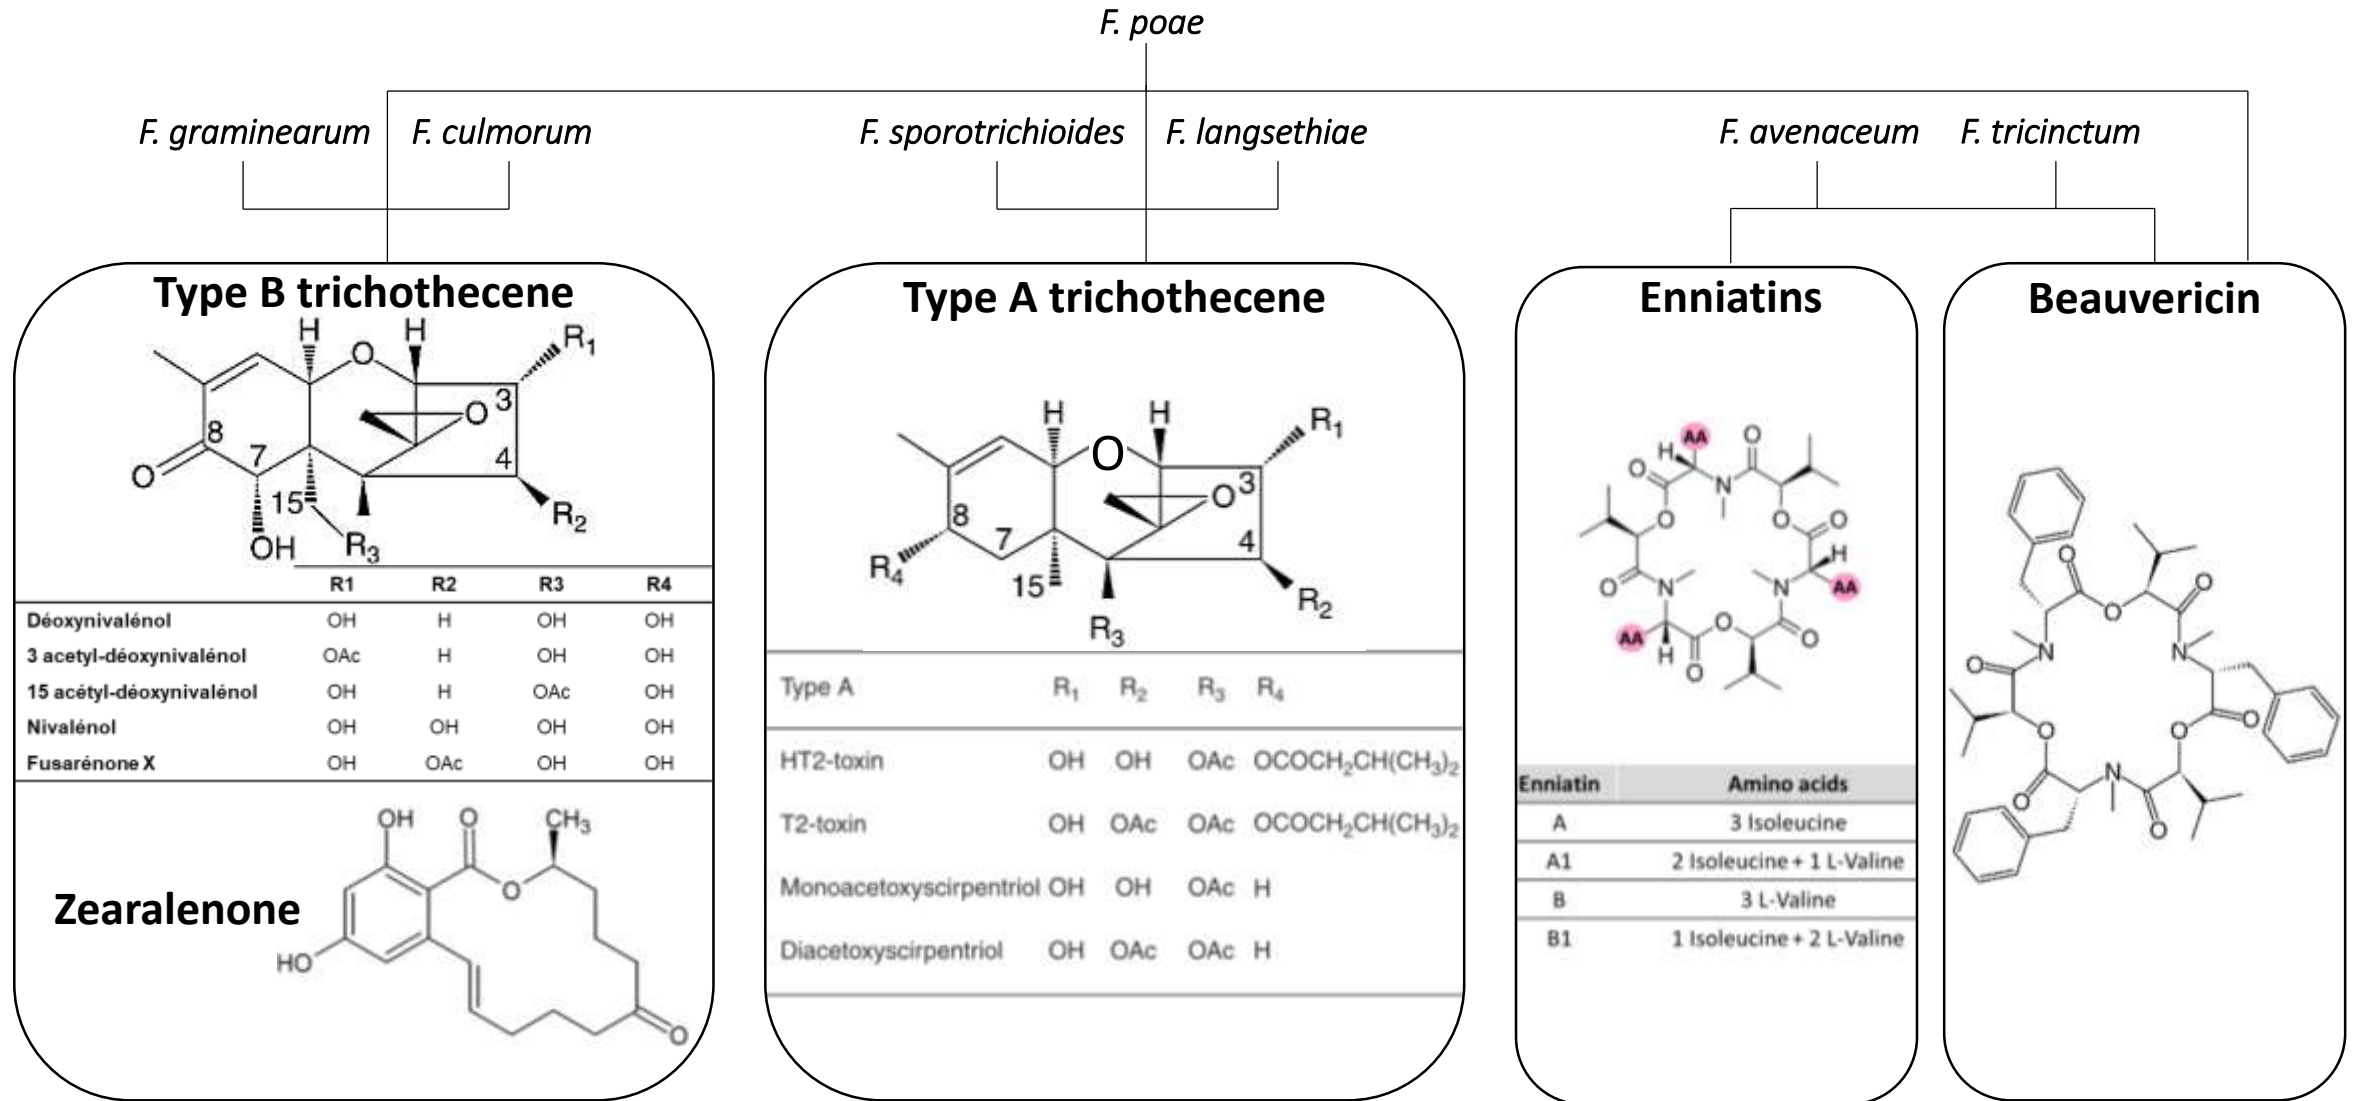 F. poae
F. graminearum F. culmorum F. sporotrichioides F. langsethiae F. avenaceum F. tricinctum
Type B trichothecene
H H
O
R1
3
O
8
7
4
O
15
R2
OH
R3
R1 R2 R3 R4
Déoxynivalénol OH H OH OH
3 acetyl-déoxynivalénol OAc H OH OH
15 acétyl-déoxynivalénol OH H OAc OH
Nivalénol OH OH OH OH
Fusarénone X OH OAc OH OH
OH O CH3
O
Zearalenone
HO
O
Type A trichothecene
H H
R1
O
3
O
8
7
4
R4
15
R2
R3
Type A R1 R2 R3 R4
HT2-toxin OH OH OAc OCOCH2CH(CH3)2
T2-toxin OH OAc OAc OCOCH2CH(CH3)2
Monoacetoxyscirpentriol OH OH OAc H
Diacetoxyscirpentriol OH OAc OAc H
Enniatins
AA O
H
O
N
O O O
H
O N N AA
AA O
H O O
Enniatin Amino acids
A 3 Isoleucine
A1 2 Isoleucine + 1 L-Valine
B 3 L-Valine
B1 1 Isoleucine + 2 L-Valine
Beauvericin
O
O
O
N N
O
O
O O
N
O O